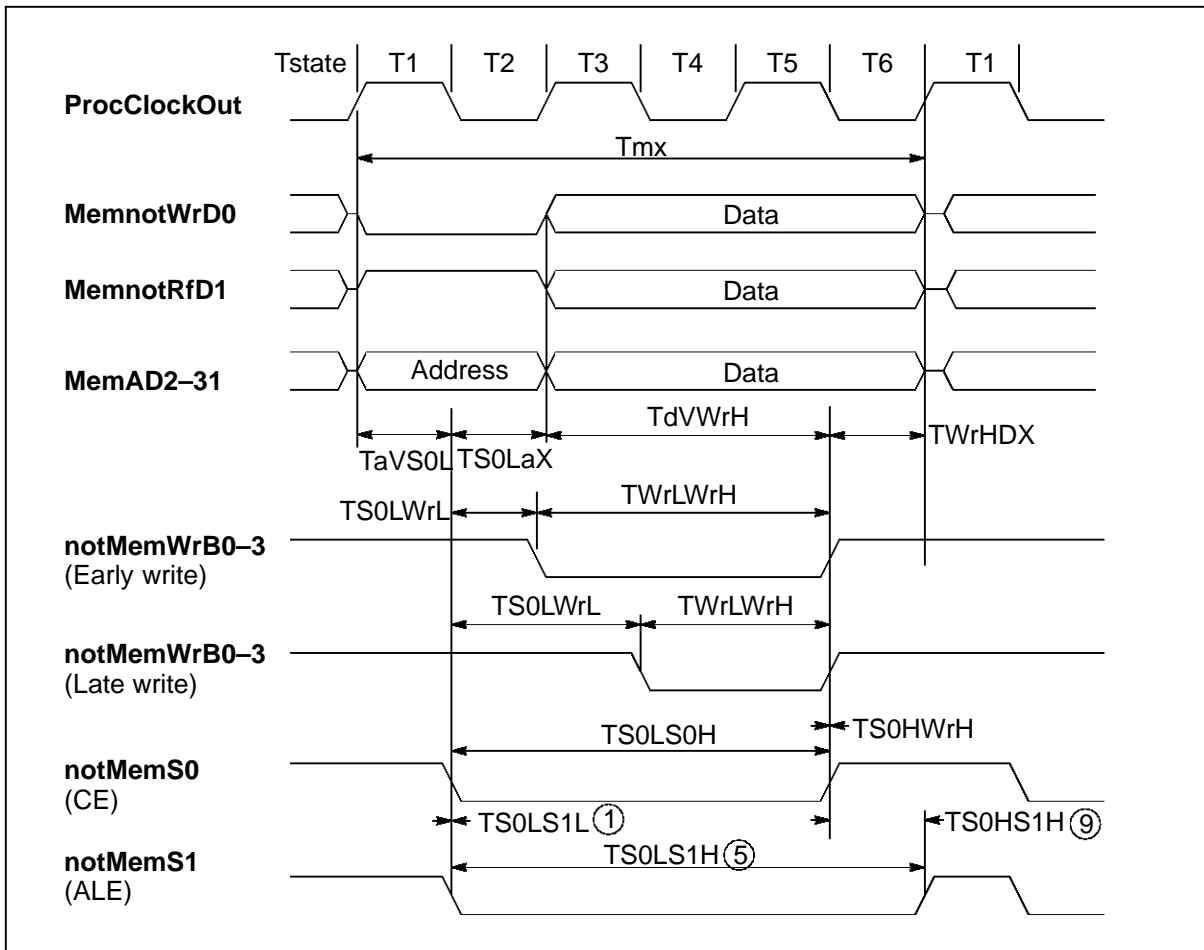 Tstate T1 T2 T3 T4 T5 T6 T1
ProcClockOut
Tmx
MemnotWrD0 Data
MemnotRfD1 Data
MemAD2–31 Address Data
TaVS0L TS0LaX TdVWrH TWrHDX
TS0LWrL TWrLWrH
notMemWrB0–3
(Early write)
TS0LWrL TWrLWrH
notMemWrB0–3
(Late write)
TS0LS0H TS0HWrH
notMemS0
(CE)
TS0LS1L 1 TS0HS1H 9
TS0LS1H 5
notMemS1
(ALE)